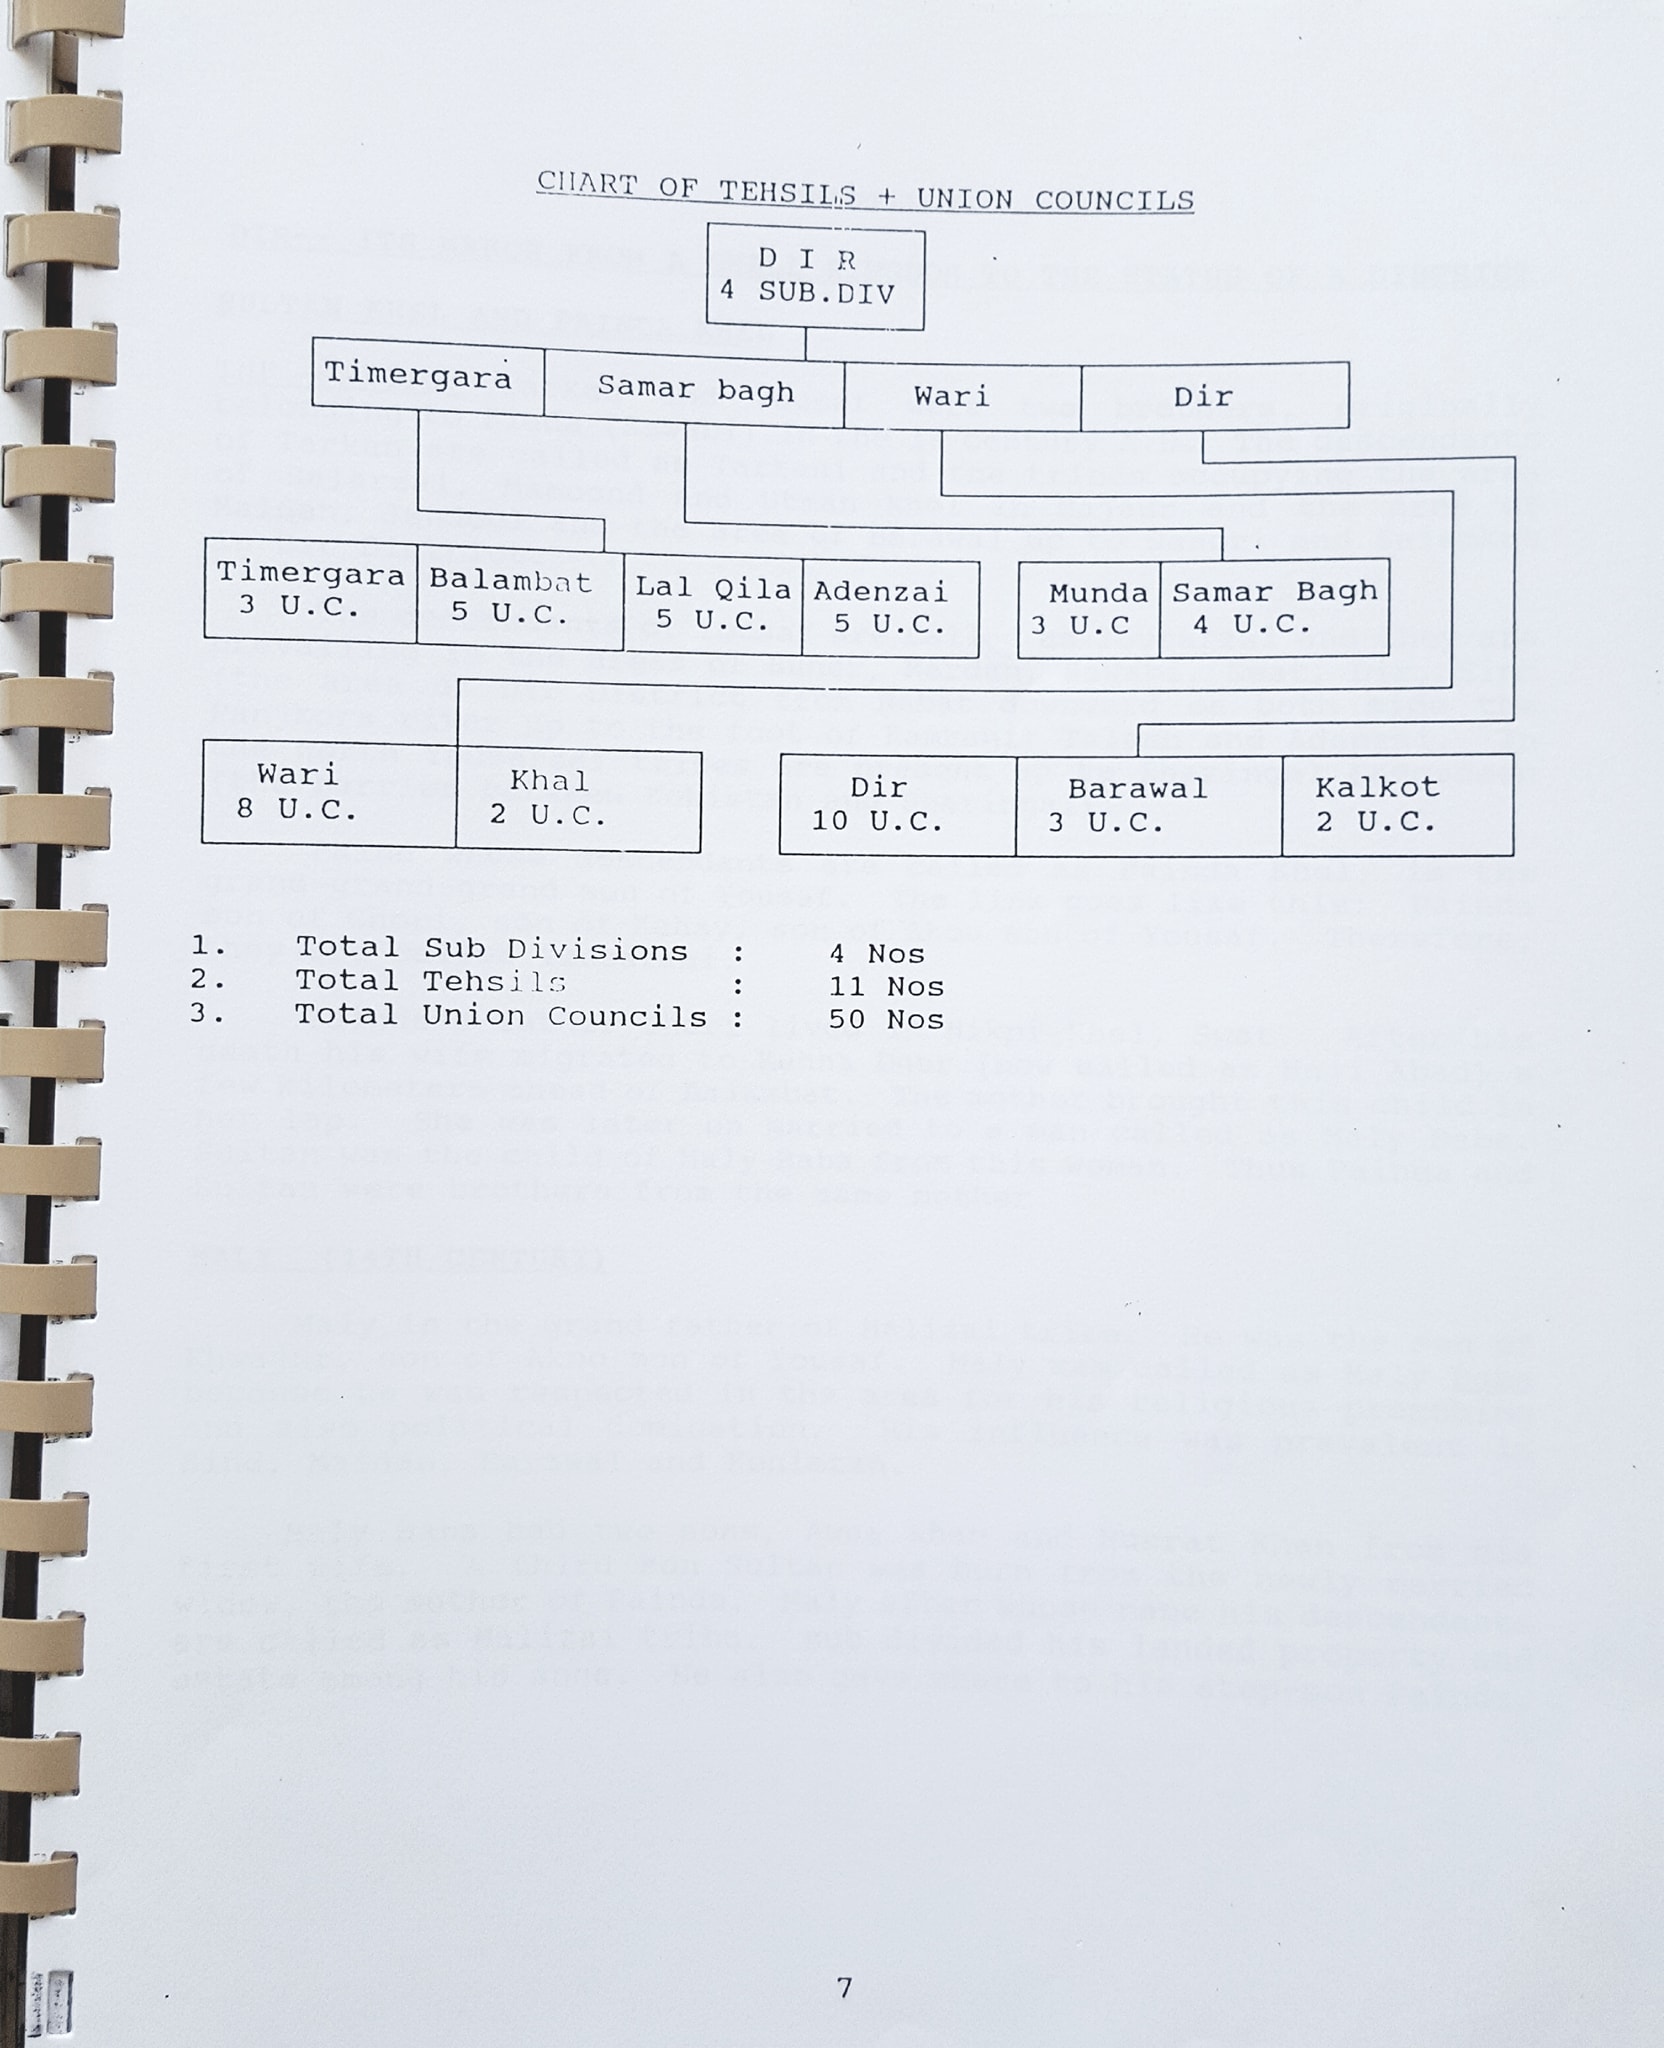 CHART OF TEHSILS + UNION COUNCILS
D I R
4 SUB.DIV
Timergara Samar bagh Wari Dir
Timergara Balambat Lal Qila Adenzai Munda Samar Bagh
3 U.C. 5 U.C. 5 U.C. 5 U.C. 3 U.C 4 U.C.
Wari Khal Dir Barawal Kalkot
8 U.C. 2 U.C. 10 U.C. 3 U.C. 2 U.C.
1. Total Sub Divisions : 4 Nos
2. Total Tehsils : 11 Nos
3. Total Union Councils : 50 Nos
7